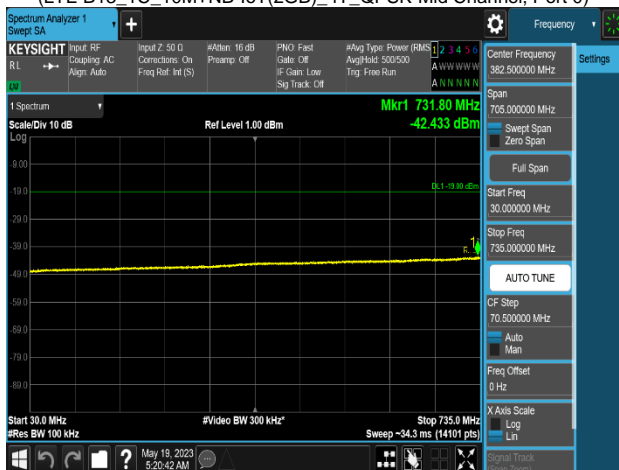 Spectrum Analyzer 1
Swept SA
+
Frequency
KEYSIGHT
RL
Input: RF
Coupling: AC
Align: Auto
Input Z: 50 Ω
Corrections: On
Freq Ref: Int (S)
#Atten: 16 dB
Preamp: Off
PNO: Fast
Gate: Off
IF Gain: Low
Sig Track: Off
#Avg Type: Power (RMS
Avg|Hold: 500/500
Trig: Free Run
1 2 3 4 5 6
A W W W W W
A N N N N N
Center Frequency
382.500000 MHz
Settings
Span
705.000000 MHz
Swept Span
Zero Span
Full Span
Start Freq
30.000000 MHz
Stop Freq
735.000000 MHz
AUTO TUNE
CF Step
70.500000 MHz
Auto
Man
Freq Offset
0 Hz
X Axis Scale
Log
Lin
Signal Track
(Span Zoom)
1 Spectrum
Scale/Div 10 dB
Log
Ref Level 1.00 dBm
Mkr1 731.80 MHz
-42.433 dBm
-9.00
-19.0
DL1 -19.00 dBm
-29.0
-39.0
1
-49.0
-59.0
-69.0
-79.0
-89.0
Start 30.0 MHz
#Res BW 100 kHz
#Video BW 300 kHz*
Stop 735.0 MHz
Sweep ~34.3 ms (14101 pts)
?
May 19, 2023
5:20:42 AM